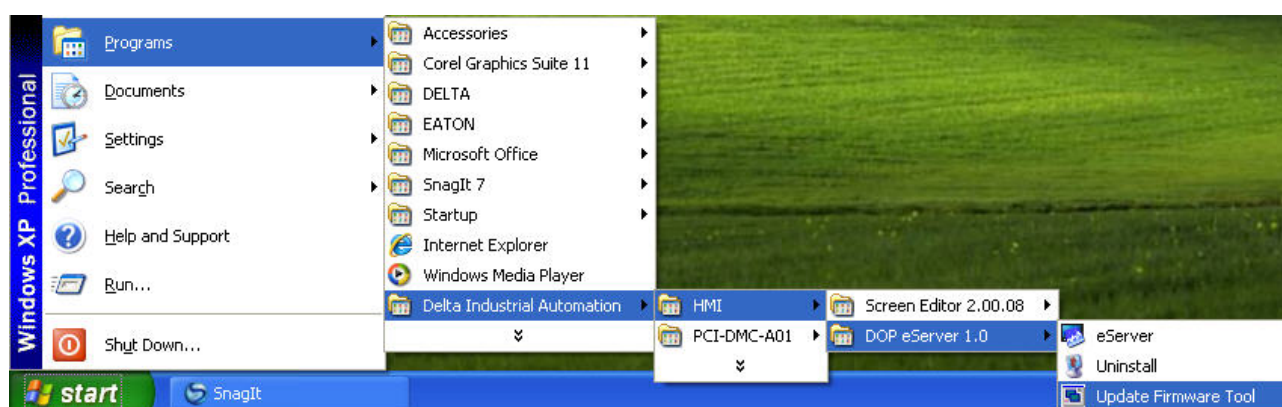 Windows XP Professional
Programs
Documents
Settings
Search
Help and Support
Run...
Shut Down...
Accessories
Corel Graphics Suite 11
DELTA
EATON
Microsoft Office
SnagIt 7
Startup
Internet Explorer
Windows Media Player
Delta Industrial Automation
HMI
PCI-DMC-A01
Screen Editor 2.00.08
DOP eServer 1.0
eServer
Uninstall
Update Firmware Tool
start
SnagIt